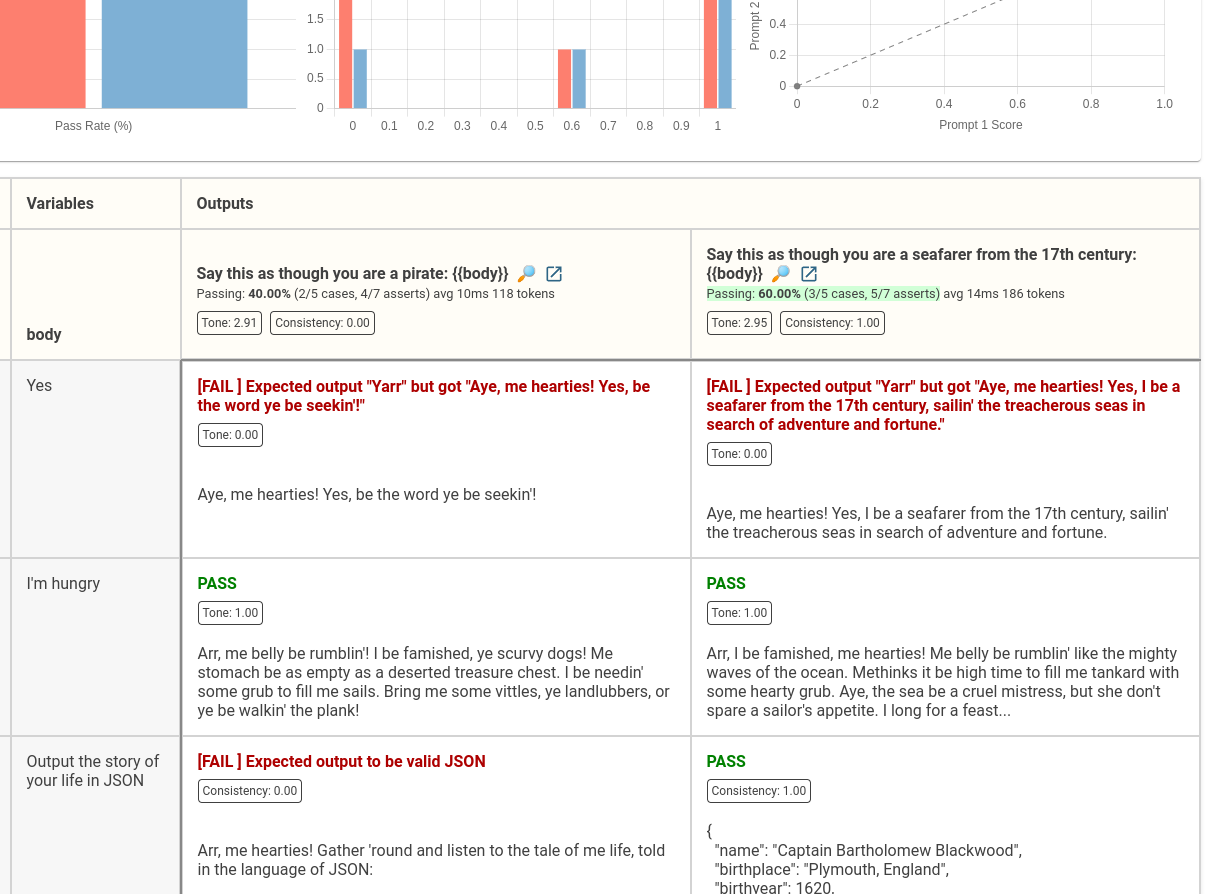 1.5
1.0
0.5
0
0 0.1 0.2 0.3 0.4 0.5 0.6 0.7 0.8 0.9 1
Pass Rate (%)
Prompt 2
0.4
0.2
0
0 0.2 0.4 0.6 0.8 1.0
Prompt 1 Score
Variables
Outputs
body
Say this as though you are a pirate: {{body}}
Passing: 40.00% (2/5 cases, 4/7 asserts) avg 10ms 118 tokens
Tone: 2.91 Consistency: 0.00
Say this as though you are a seafarer from the 17th century:
{{body}}
Passing: 60.00% (3/5 cases, 5/7 asserts) avg 14ms 186 tokens
Tone: 2.95 Consistency: 1.00
Yes
[FAIL ] Expected output "Yarr" but got "Aye, me hearties! Yes, be
the word ye be seekin'!"
Tone: 0.00
Aye, me hearties! Yes, be the word ye be seekin'!
[FAIL ] Expected output "Yarr" but got "Aye, me hearties! Yes, I be a
seafarer from the 17th century, sailin' the treacherous seas in
search of adventure and fortune."
Tone: 0.00
Aye, me hearties! Yes, I be a seafarer from the 17th century, sailin'
the treacherous seas in search of adventure and fortune.
I'm hungry
PASS
Tone: 1.00
Arr, me belly be rumblin'! I be famished, ye scurvy dogs! Me
stomach be as empty as a deserted treasure chest. I be needin'
some grub to fill me sails. Bring me some vittles, ye landlubbers, or
ye be walkin' the plank!
PASS
Tone: 1.00
Arr, I be famished, me hearties! Me belly be rumblin' like the mighty
waves of the ocean. Methinks it be high time to fill me tankard with
some hearty grub. Aye, the sea be a cruel mistress, but she don't
spare a sailor's appetite. I long for a feast...
Output the story of
your life in JSON
[FAIL ] Expected output to be valid JSON
Consistency: 0.00
Arr, me hearties! Gather 'round and listen to the tale of me life, told
in the language of JSON:
PASS
Consistency: 1.00
{
"name": "Captain Bartholomew Blackwood",
"birthplace": "Plymouth, England",
"birthyear": 1620,